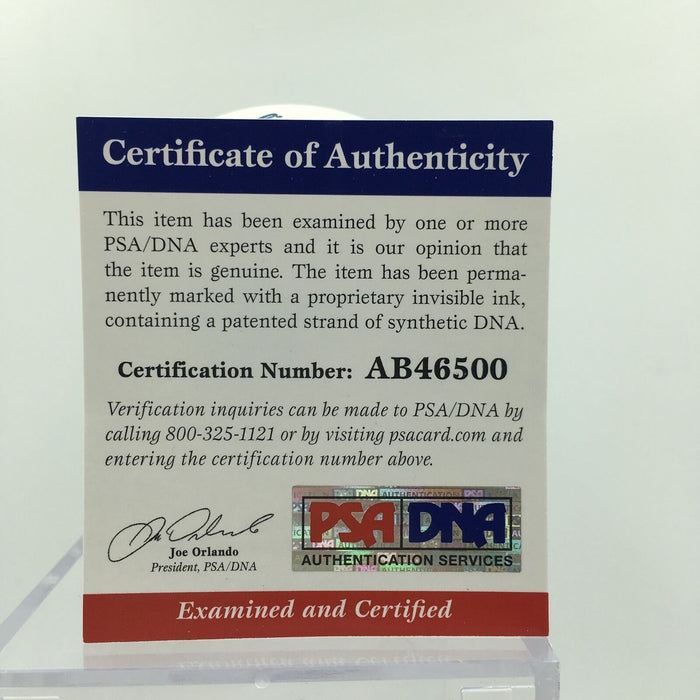 Certificate of Authenticity
This item has been examined by one or more
PSA/DNA experts and it is our opinion that
the item is genuine. The item has been perma-
nently marked with a proprietary invisible ink,
containing a patented strand of synthetic DNA.
Certification Number: AB46500
Verification inquiries can be made to PSA/DNA by
calling 800-325-1121 or by visiting psacard.com and
entering the certification number above.
Joe Orlando
President, PSA/DNA
PSA DNA
AUTHENTICATION SERVICES
Examined and Certified